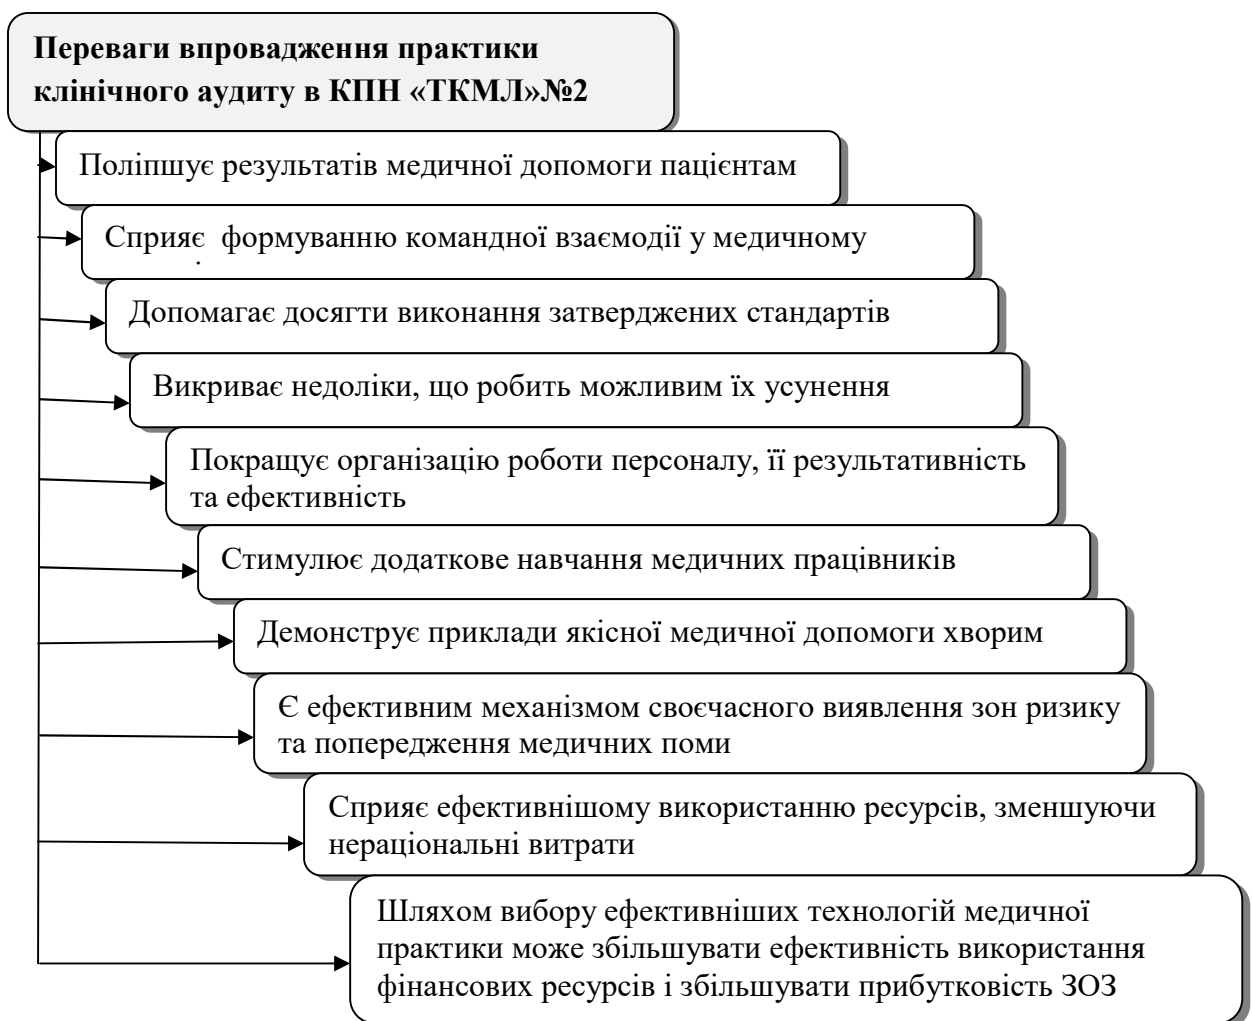 Переваги впровадження практики
клінічного аудиту в КПН «ТКМЛ»№2
Поліпшує результатів медичної допомоги пацієнтам
Сприяє формуванню командної взаємодії у медичному
Допомагає досягти виконання затверджених стандартів
Викриває недоліки, що робить можливим їх усунення
Покращує організацію роботи персоналу, її результативність
та ефективність
Стимулює додаткове навчання медичних працівників
Демонструє приклади якісної медичної допомоги хворим
Є ефективним механізмом своєчасного виявлення зон ризику
та попередження медичних поми
Сприяє ефективнішому використанню ресурсів, зменшуючи
нераціональні витрати
Шляхом вибору ефективніших технологій медичної
практики може збільшувати ефективність використання
фінансових ресурсів і збільшувати прибутковість ЗОЗ